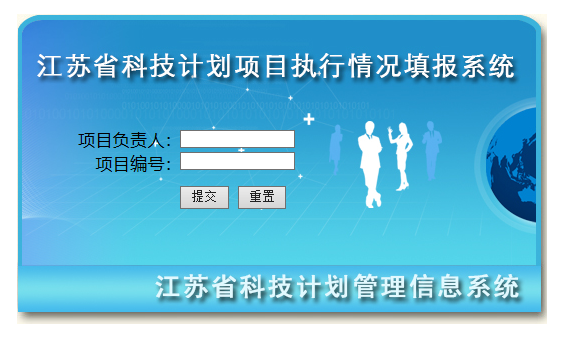 江苏省科技计划项目执行情况填报系统
项目负责人：
项目编号：
提交 重置
江苏省科技计划管理信息系统